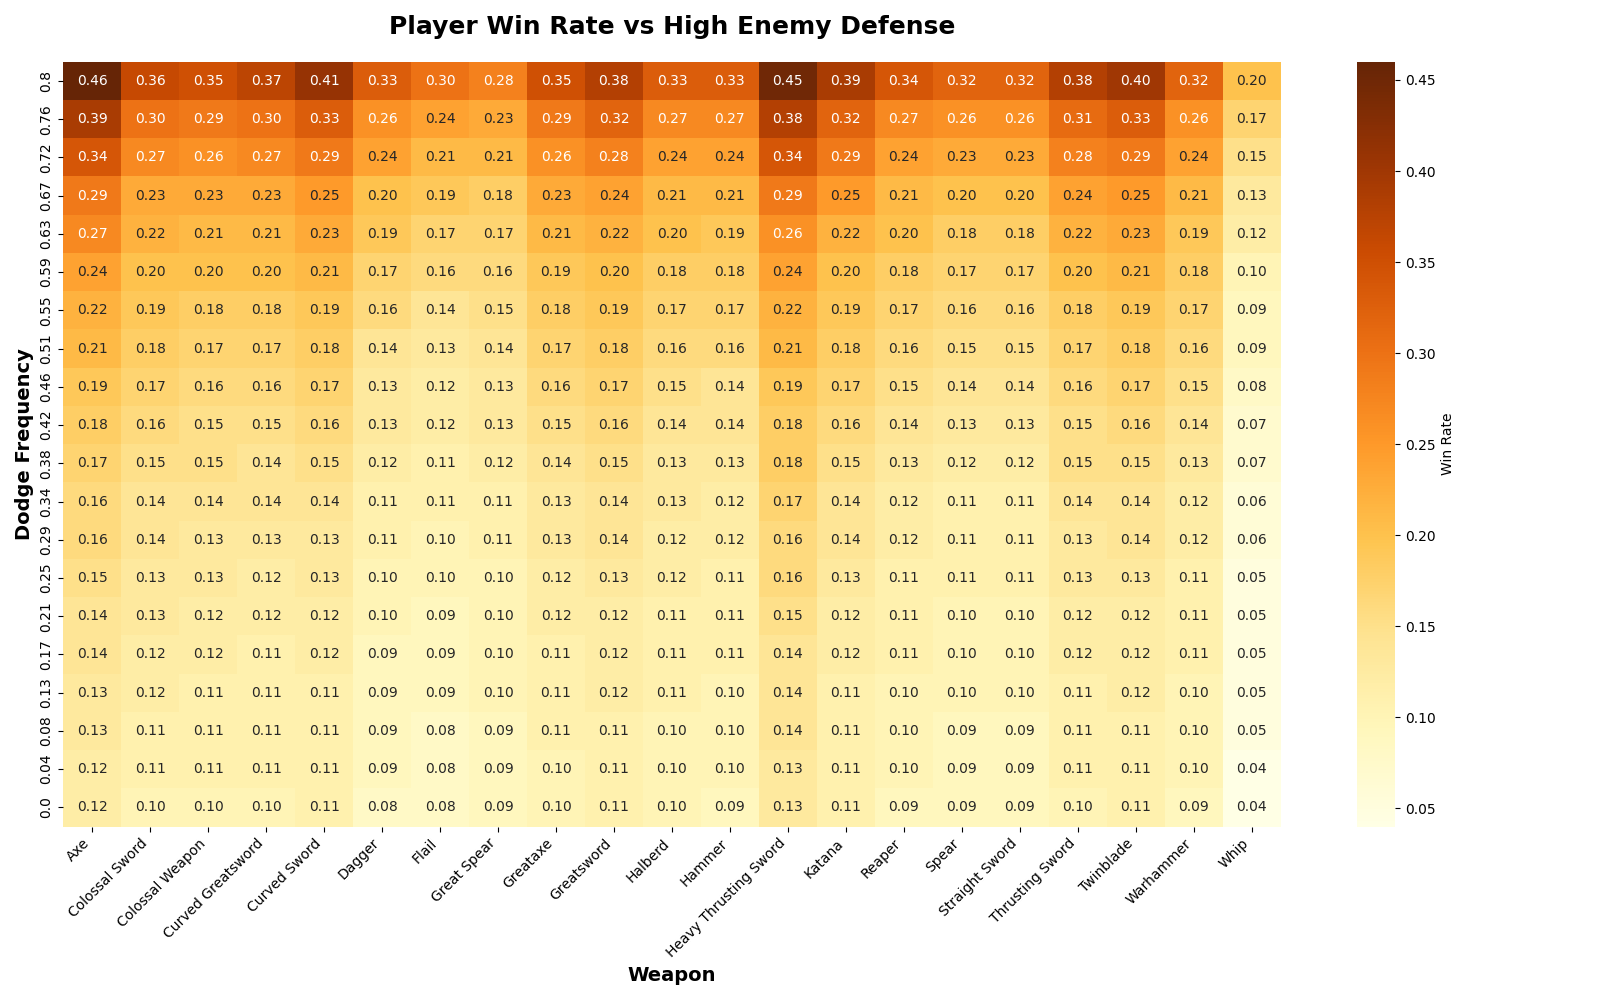 Player Win Rate vs High Enemy Defense
Dodge Frequency
0.8 0.46 0.36 0.35 0.37 0.41 0.33 0.30 0.28 0.35 0.38 0.33 0.33 0.45 0.39 0.34 0.32 0.32 0.38 0.40 0.32 0.20
0.76 0.39 0.30 0.29 0.30 0.33 0.26 0.24 0.23 0.29 0.32 0.27 0.27 0.38 0.32 0.27 0.26 0.26 0.31 0.33 0.26 0.17
0.72 0.34 0.27 0.26 0.27 0.29 0.24 0.21 0.21 0.26 0.28 0.24 0.24 0.34 0.29 0.24 0.23 0.23 0.28 0.29 0.24 0.15
0.67 0.29 0.23 0.23 0.23 0.25 0.20 0.19 0.18 0.23 0.24 0.21 0.21 0.29 0.25 0.21 0.20 0.20 0.24 0.25 0.21 0.13
0.63 0.27 0.22 0.21 0.21 0.23 0.19 0.17 0.17 0.21 0.22 0.20 0.19 0.26 0.22 0.20 0.18 0.18 0.22 0.23 0.19 0.12
0.59 0.24 0.20 0.20 0.20 0.21 0.17 0.16 0.16 0.19 0.20 0.18 0.18 0.24 0.20 0.18 0.17 0.17 0.20 0.21 0.18 0.10
0.55 0.22 0.19 0.18 0.18 0.19 0.16 0.14 0.15 0.18 0.19 0.17 0.17 0.22 0.19 0.17 0.16 0.16 0.18 0.19 0.17 0.09
0.51 0.21 0.18 0.17 0.17 0.18 0.14 0.13 0.14 0.17 0.18 0.16 0.16 0.21 0.18 0.16 0.15 0.15 0.17 0.18 0.16 0.09
0.46 0.19 0.17 0.16 0.16 0.17 0.13 0.12 0.13 0.16 0.17 0.15 0.14 0.19 0.17 0.15 0.14 0.14 0.16 0.17 0.15 0.08
0.42 0.18 0.16 0.15 0.15 0.16 0.13 0.12 0.13 0.15 0.16 0.14 0.14 0.18 0.16 0.14 0.13 0.13 0.15 0.16 0.14 0.07
0.38 0.17 0.15 0.15 0.14 0.15 0.12 0.11 0.12 0.14 0.15 0.13 0.13 0.18 0.15 0.13 0.12 0.12 0.15 0.15 0.13 0.07
0.34 0.16 0.14 0.14 0.14 0.14 0.11 0.11 0.11 0.13 0.14 0.13 0.12 0.17 0.14 0.12 0.11 0.11 0.14 0.14 0.12 0.06
0.29 0.16 0.14 0.13 0.13 0.13 0.11 0.10 0.11 0.13 0.14 0.12 0.12 0.16 0.14 0.12 0.11 0.11 0.13 0.14 0.12 0.06
0.25 0.15 0.13 0.13 0.12 0.13 0.10 0.10 0.10 0.12 0.13 0.12 0.11 0.16 0.13 0.11 0.11 0.11 0.13 0.13 0.11 0.05
0.21 0.14 0.13 0.12 0.12 0.12 0.10 0.09 0.10 0.12 0.12 0.11 0.11 0.15 0.12 0.11 0.10 0.10 0.12 0.12 0.11 0.05
0.17 0.14 0.12 0.12 0.11 0.12 0.09 0.09 0.10 0.11 0.12 0.11 0.11 0.14 0.12 0.11 0.10 0.10 0.12 0.12 0.11 0.05
0.13 0.13 0.12 0.11 0.11 0.11 0.09 0.09 0.10 0.11 0.12 0.11 0.10 0.14 0.11 0.10 0.10 0.10 0.11 0.12 0.10 0.05
0.08 0.13 0.11 0.11 0.11 0.11 0.09 0.08 0.09 0.11 0.11 0.10 0.10 0.14 0.11 0.10 0.09 0.09 0.11 0.11 0.10 0.05
0.04 0.12 0.11 0.11 0.11 0.11 0.09 0.08 0.09 0.10 0.11 0.10 0.10 0.13 0.11 0.10 0.09 0.09 0.11 0.11 0.10 0.04
0.0 0.12 0.10 0.10 0.10 0.11 0.08 0.08 0.09 0.10 0.11 0.10 0.09 0.13 0.11 0.09 0.09 0.09 0.10 0.11 0.09 0.04
Axe
Colossal Sword
Colossal Weapon
Curved Greatsword
Curved Sword
Dagger
Flail
Great Spear
Greataxe
Greatsword
Halberd
Hammer
Heavy Thrusting Sword
Katana
Reaper
Spear
Straight Sword
Thrusting Sword
Twinblade
Warhammer
Whip
Weapon
0.45
0.40
0.35
0.30
0.25
0.20
0.15
0.10
0.05
Win Rate